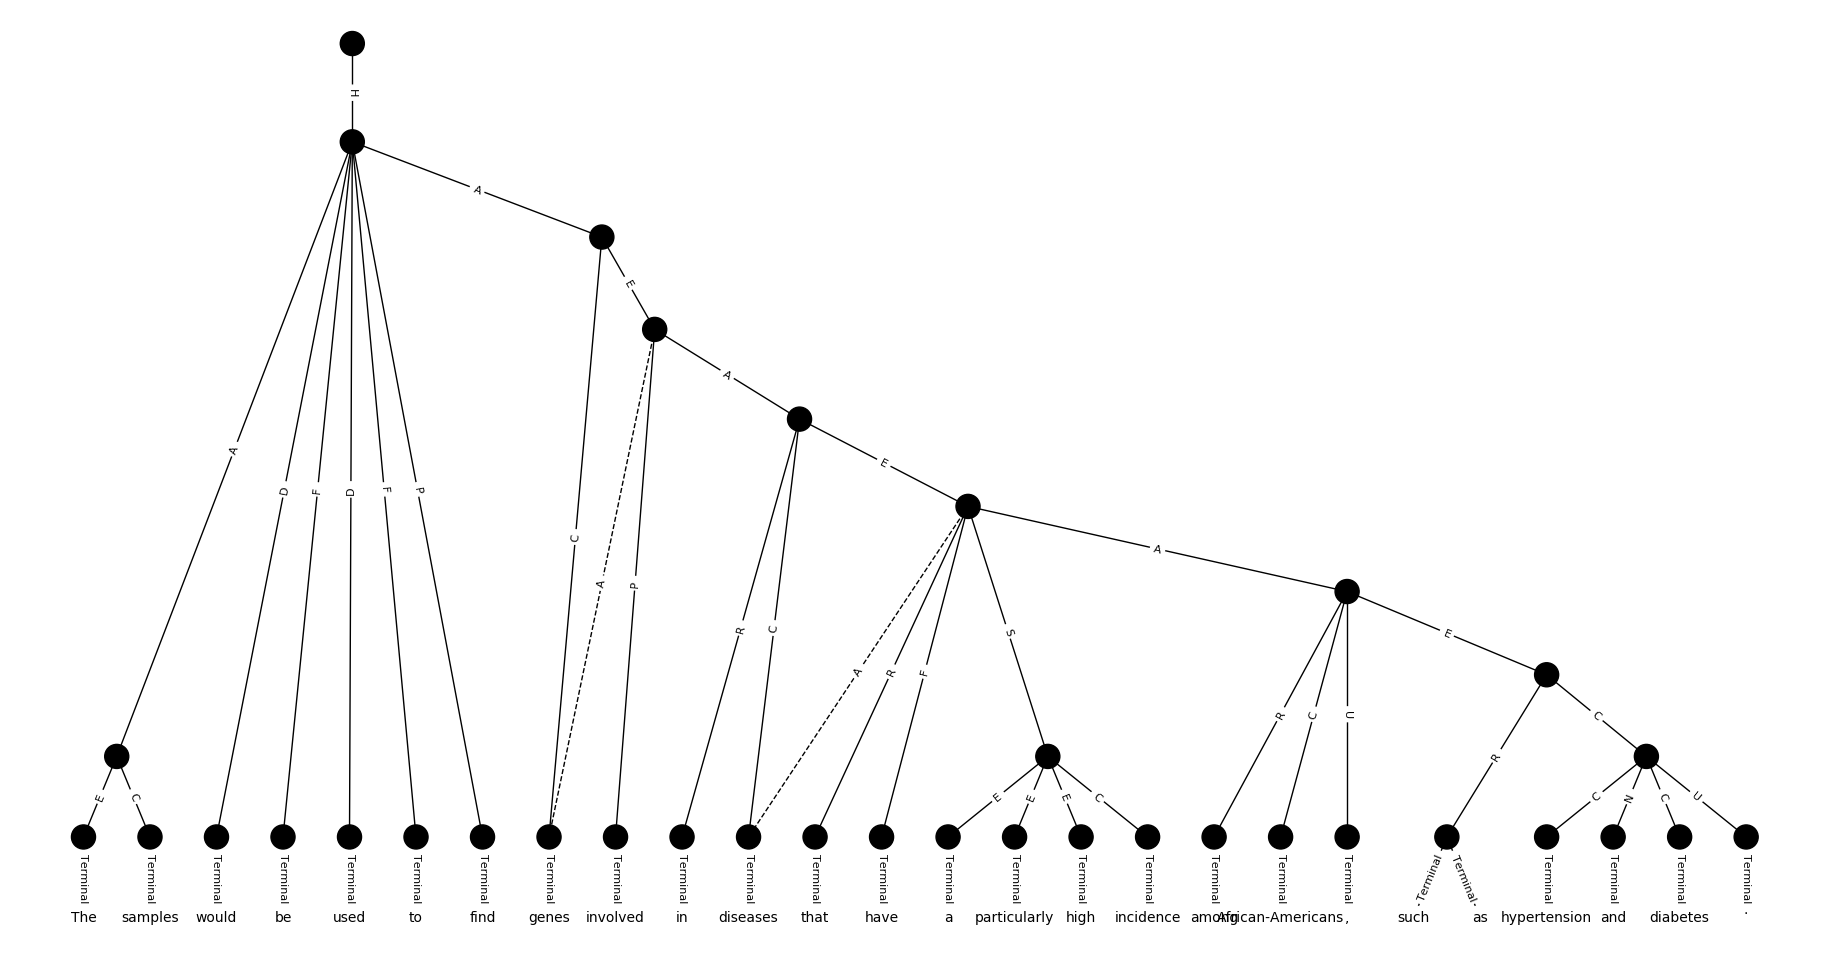 H
A
E
A
E
A
E
A
D
F
D
F
P
C
A
P
R
C
A
R
F
S
R
C
U
R
C
E
C
E
E
E
C
C
N
C
U
Terminal Terminal Terminal Terminal Terminal Terminal Terminal Terminal Terminal Terminal Terminal Terminal Terminal Terminal Terminal Terminal Terminal Terminal Terminal Terminal Terminal Terminal Terminal Terminal Terminal Terminal
The samples would be used to find genes involved in diseases that have a particularly high incidence among African-Americans , such as hypertension and diabetes .